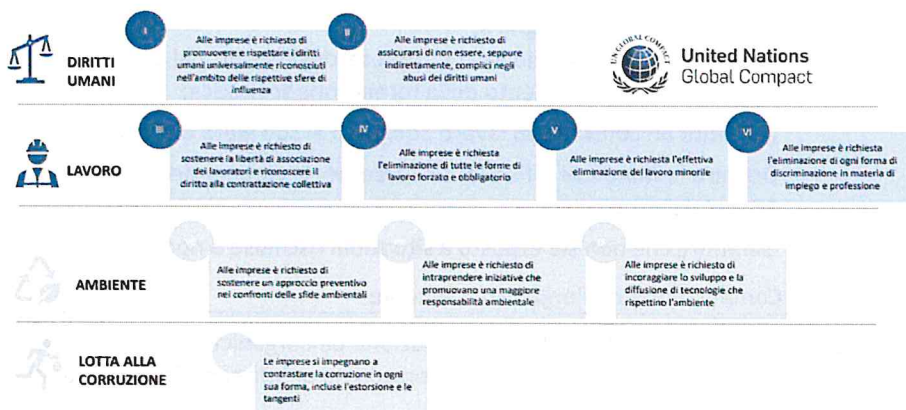 DIRITTI
UMANI
I
Alle imprese è richiesto di
promuovere e rispettare i diritti
umani universalmente riconosciuti
nell'ambito delle rispettive sfere di
influenza
II
Alle imprese è richiesto di
assicurarsi di non essere, seppure
indirettamente, complici negli
abusi dei diritti umani
UN GLOBAL COMPACT
United Nations
Global Compact
LAVORO
III
Alle imprese è richiesto di
sostenere la libertà di associazione
dei lavoratori e riconoscere il
diritto alla contrattazione collettiva
IV
Alle imprese è richiesta
l'eliminazione di tutte le forme di
lavoro forzato e obbligatorio
V
Alle imprese è richiesta l'effettiva
eliminazione del lavoro minorile
VI
Alle imprese è richiesta
l'eliminazione di ogni forma di
discriminazione in materia di
impiego e professione
AMBIENTE
Alle imprese è richiesto di
sostenere un approccio preventivo
nei confronti delle sfide ambientali
Alle imprese è richiesto di
intraprendere iniziative che
promuovano una maggiore
responsabilità ambientale
Alle imprese è richiesto di
incoraggiare lo sviluppo e la
diffusione di tecnologie che
rispettino l'ambiente
LOTTA ALLA
CORRUZIONE
Le imprese si impegnano a
contrastare la corruzione in ogni
sua forma, incluse l'estorsione e le
tangenti